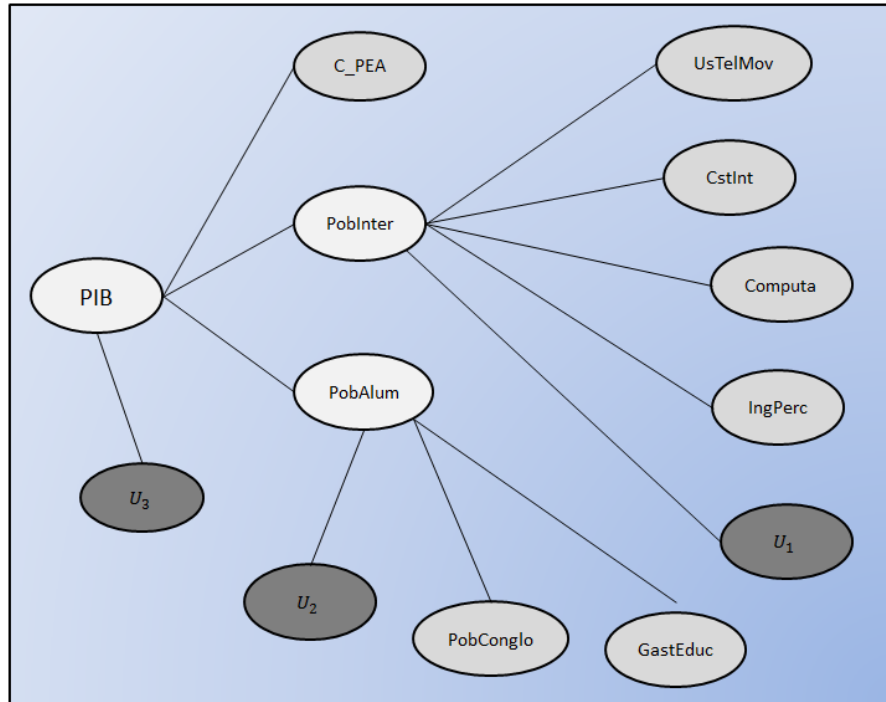 C_PEA
UsTelMov
CstInt
PobInter
Computa
PIB
PobAlum
IngPerc
U₃
U₁
U₂
PobConglo
GastEduc